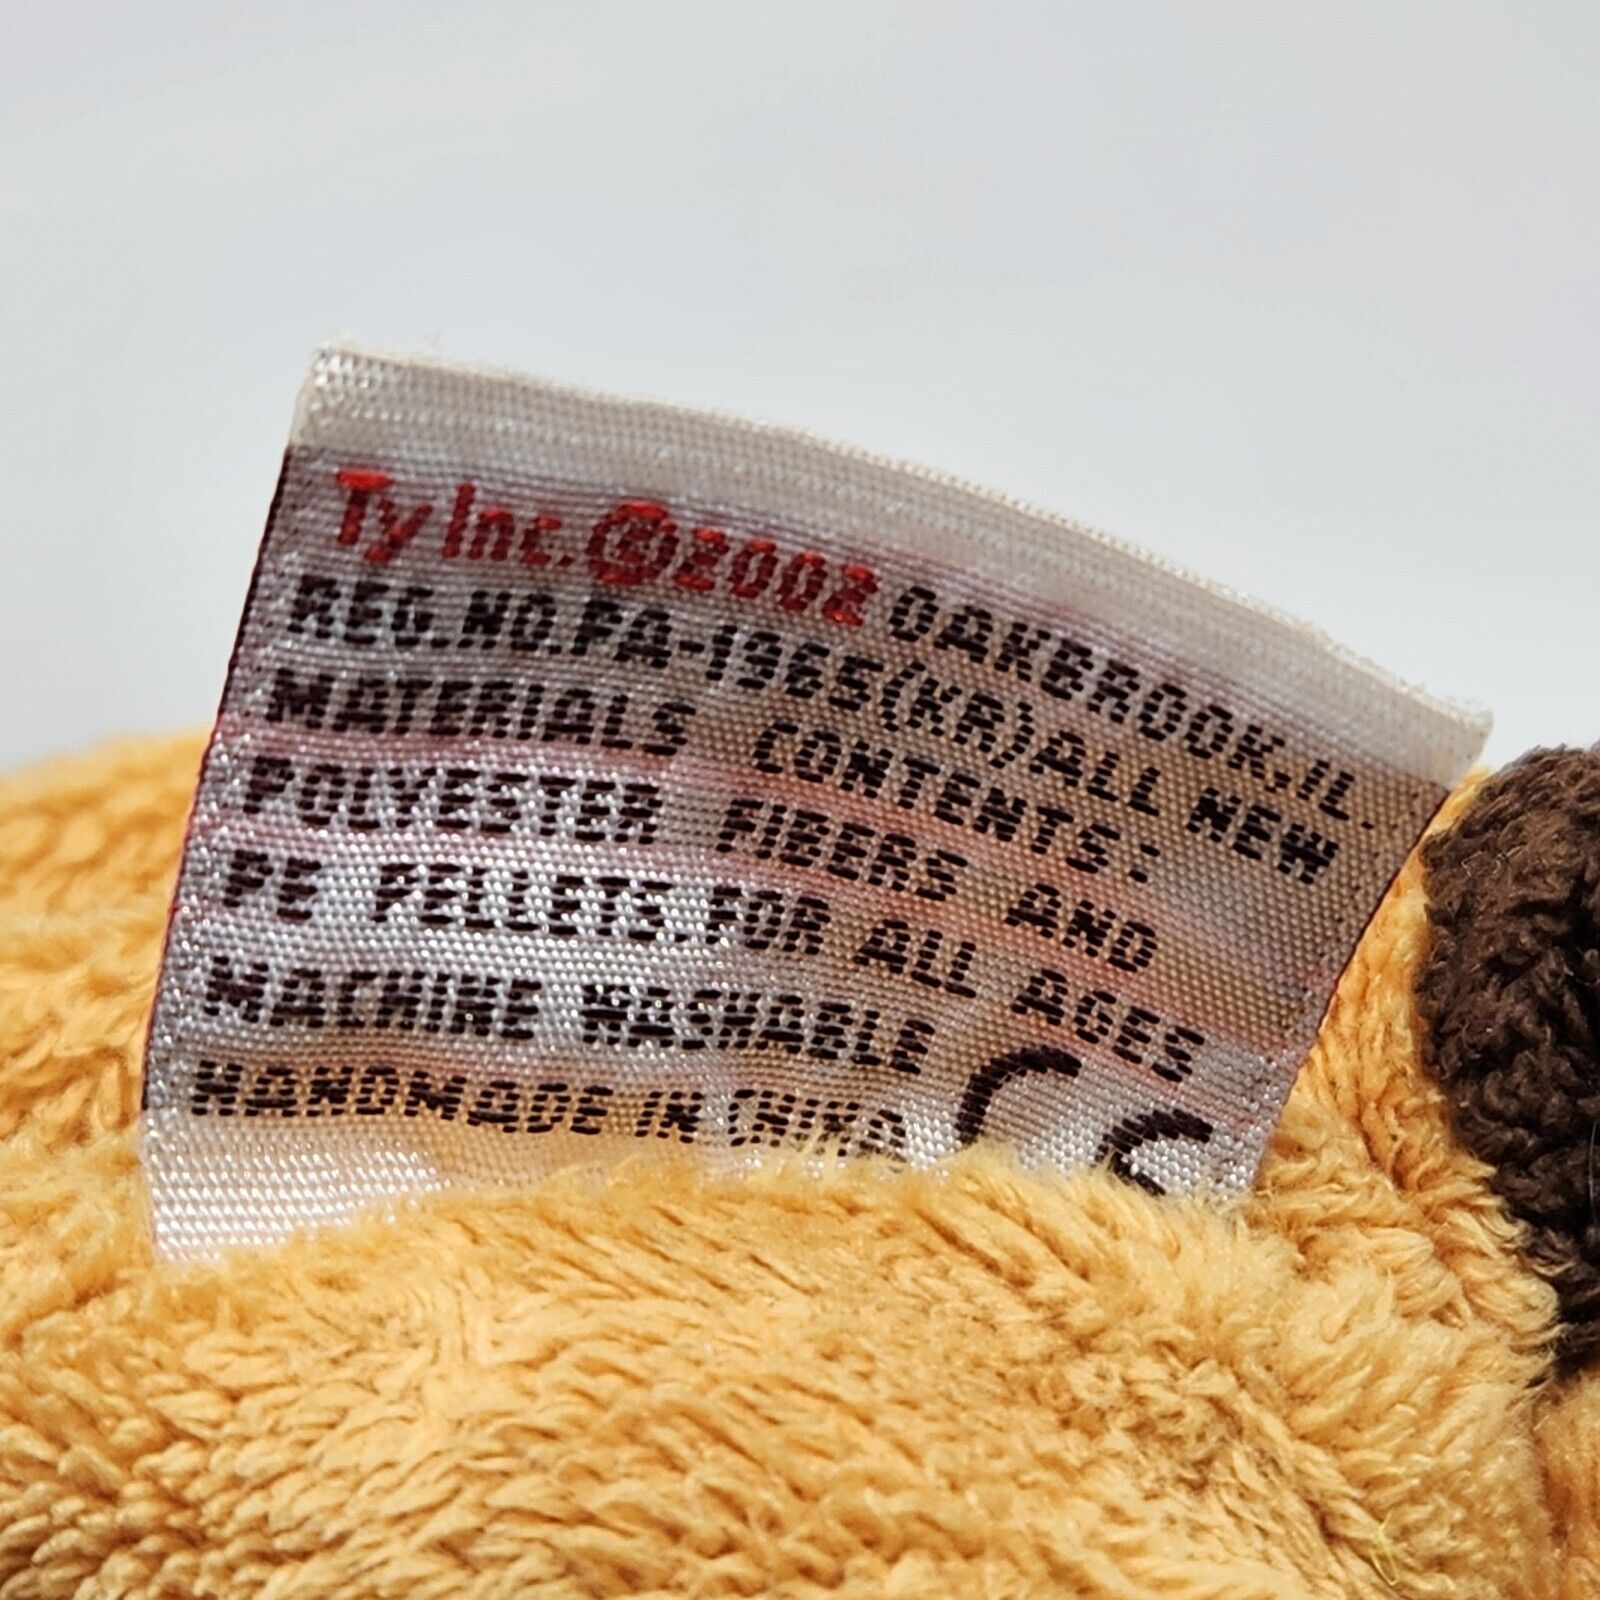 Ty Inc.©2002 OAKBROOK,IL.
REG.NO.PA-1965(KR)ALL NEW
MATERIALS CONTENTS:
POLYESTER FIBERS AND
PE PELLETS.FOR ALL AGES
MACHINE WASHABLE
HANDMADE IN CHINA CE